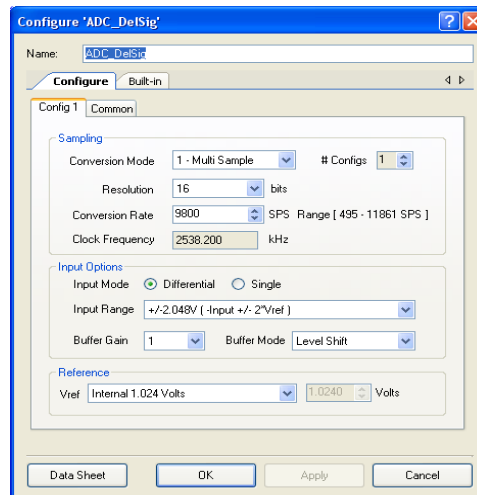 Configure 'ADC_DelSig'
Name: ADC_DelSig
Configure Built-in
Config 1 Common
Sampling
Conversion Mode 1 - Multi Sample # Configs 1
Resolution 16 bits
Conversion Rate 9800 SPS Range [ 495 - 11861 SPS ]
Clock Frequency 2538.200 kHz
Input Options
Input Mode Differential Single
Input Range +/-2.048V ( -Input +/- 2*Vref )
Buffer Gain 1 Buffer Mode Level Shift
Reference
Vref Internal 1.024 Volts 1.0240 Volts
Data Sheet OK Apply Cancel